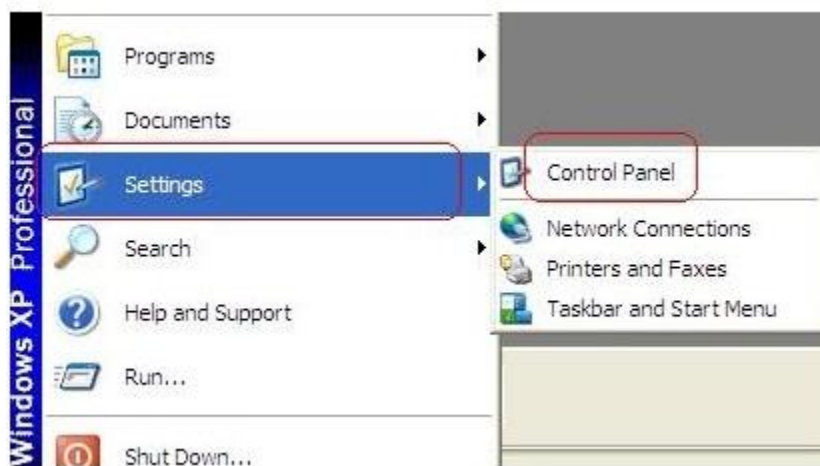 Windows XP Professional
Programs
Documents
Settings
Search
Help and Support
Run...
Shut Down...
Control Panel
Network Connections
Printers and Faxes
Taskbar and Start Menu